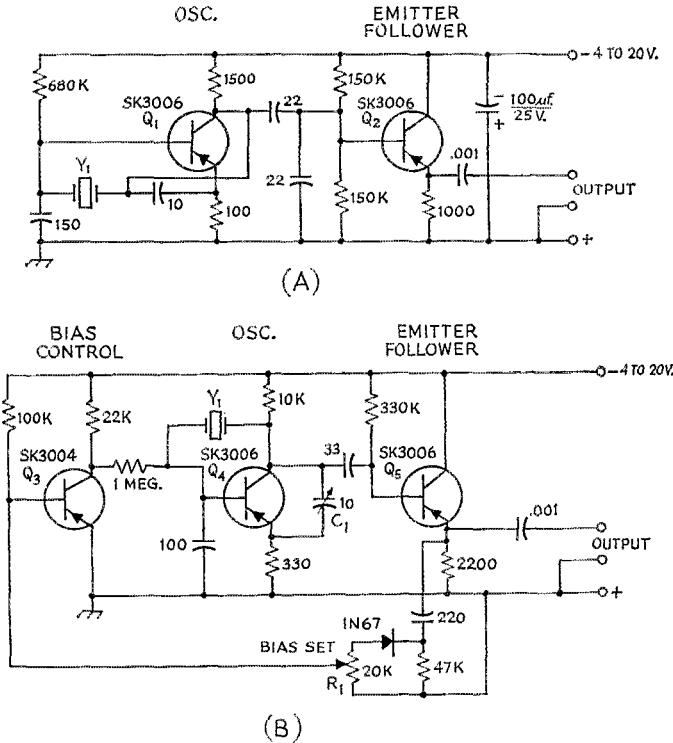 OSC.
EMITTER
FOLLOWER
-4 TO 20V.
680K
1500
150K
SK3006
Q1
22
SK3006
Q2
100µf.
25V.
Y1
.001
10
22
OUTPUT
150
100
150K
1000
+
(A)
BIAS
CONTROL
OSC.
EMITTER
FOLLOWER
-4 TO 20V.
Y1
10K
330K
100K
22K
SK3004
Q3
SK3006
Q4
33
SK3006
Q5
1 MEG.
10
C1
.001
100
OUTPUT
330
2200
+
220
1N67
BIAS SET
20K
47K
R1
(B)